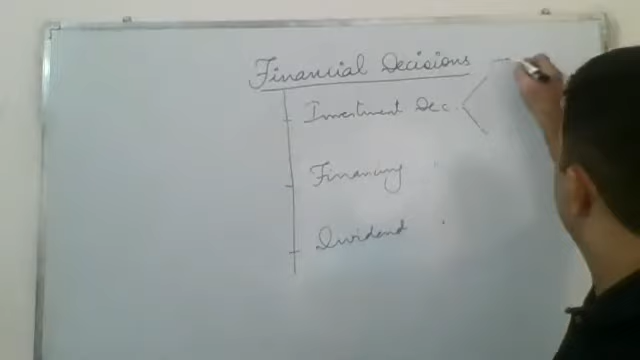 Financial Decisions
Investment Dec.
Financing
Dividend